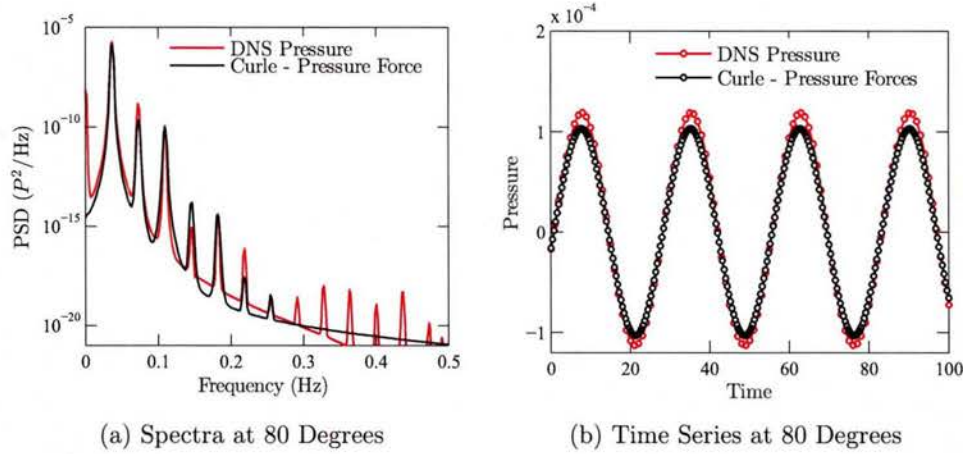 10⁻⁵
10⁻¹⁰
10⁻¹⁵
10⁻²⁰
PSD (P²/Hz)
DNS Pressure
Curle - Pressure Force
0 0.1 0.2 0.3 0.4 0.5
Frequency (Hz)
(a) Spectra at 80 Degrees
x 10⁻⁴
2
1
0
−1
Pressure
DNS Pressure
Curle - Pressure Forces
0 20 40 60 80 100
Time
(b) Time Series at 80 Degrees